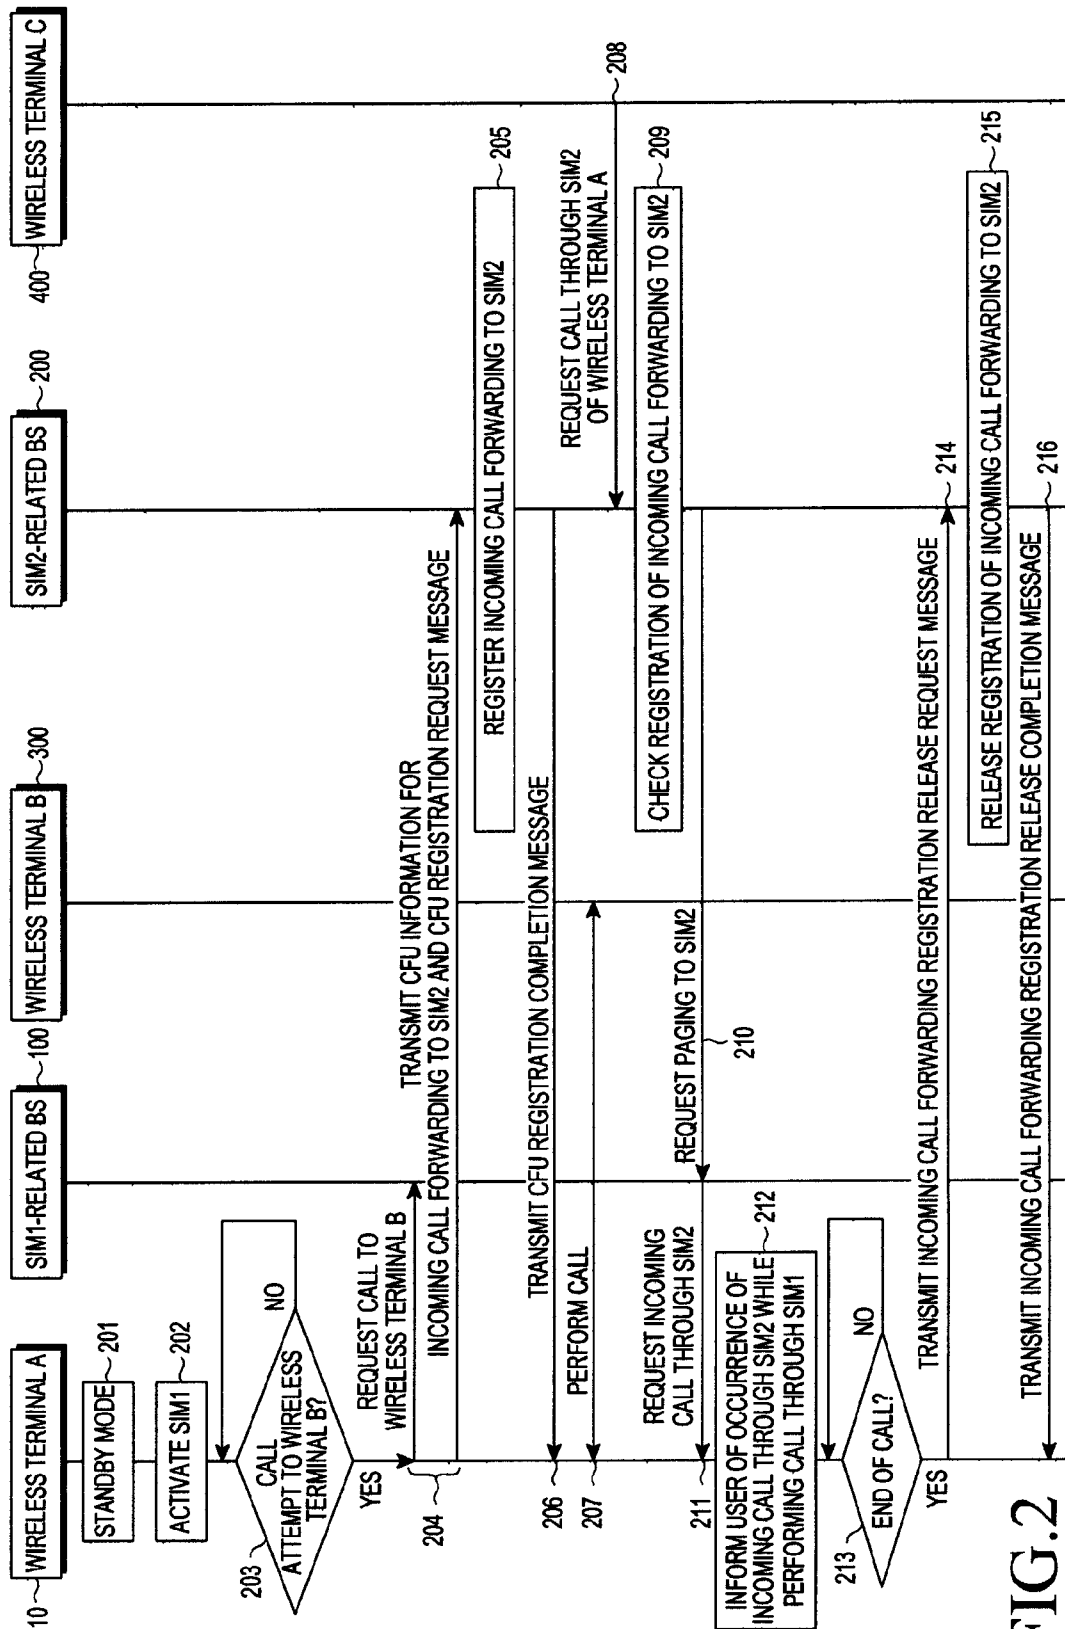 10
WIRELESS TERMINAL A
SIM1-RELATED BS
100
WIRELESS TERMINAL B
300
SIM2-RELATED BS
200
400
WIRELESS TERMINAL C
STANDBY MODE
201
ACTIVATE SIM1
202
203
CALL
ATTEMPT TO WIRELESS
TERMINAL B?
NO
YES
REQUEST CALL TO
WIRELESS TERMINAL B
204
TRANSMIT CFU INFORMATION FOR
INCOMING CALL FORWARDING TO SIM2 AND CFU REGISTRATION REQUEST MESSAGE
REGISTER INCOMING CALL FORWARDING TO SIM2
205
TRANSMIT CFU REGISTRATION COMPLETION MESSAGE
206
PERFORM CALL
207
REQUEST CALL THROUGH SIM2
OF WIRELESS TERMINAL A
208
CHECK REGISTRATION OF INCOMING CALL FORWARDING TO SIM2
209
REQUEST PAGING TO SIM2
210
REQUEST INCOMING
CALL THROUGH SIM2
211
INFORM USER OF OCCURRENCE OF
INCOMING CALL THROUGH SIM2 WHILE
PERFORMING CALL THROUGH SIM1
212
213
END OF CALL?
NO
YES
TRANSMIT INCOMING CALL FORWARDING REGISTRATION RELEASE REQUEST MESSAGE
214
RELEASE REGISTRATION OF INCOMING CALL FORWARDING TO SIM2
215
TRANSMIT INCOMING CALL FORWARDING REGISTRATION RELEASE COMPLETION MESSAGE
216
FIG.2